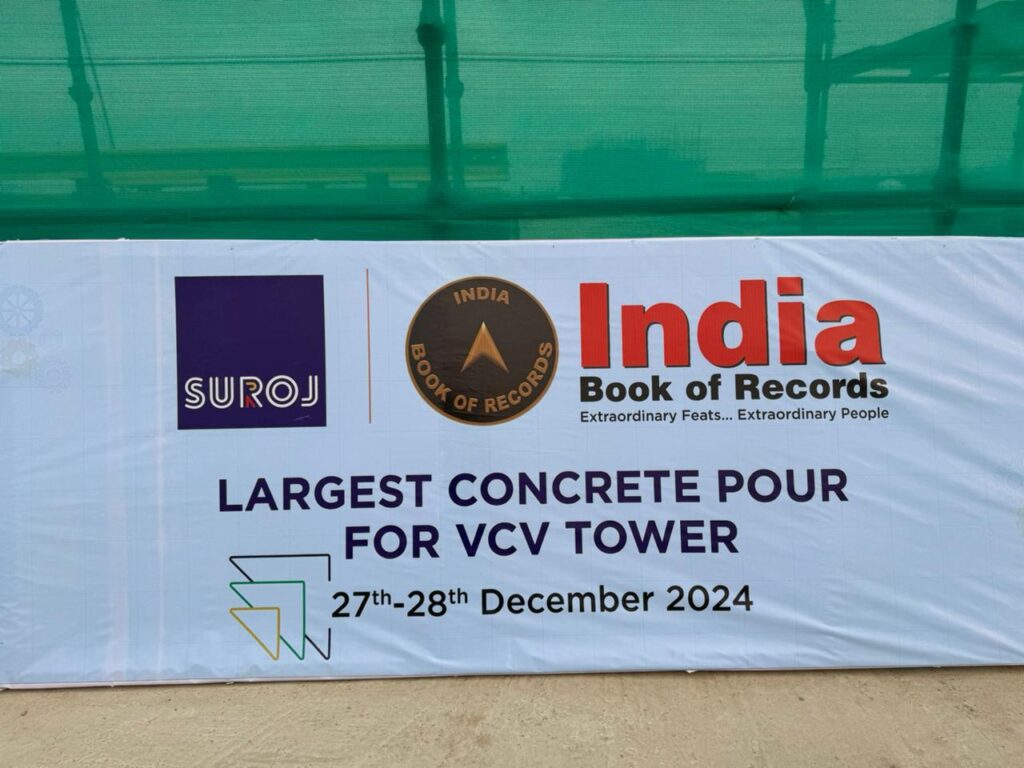 SUROJ
INDIA
BOOK OF RECORDS
India
Book of Records
Extraordinary Feats... Extraordinary People
LARGEST CONCRETE POUR
FOR VCV TOWER
27th-28th December 2024